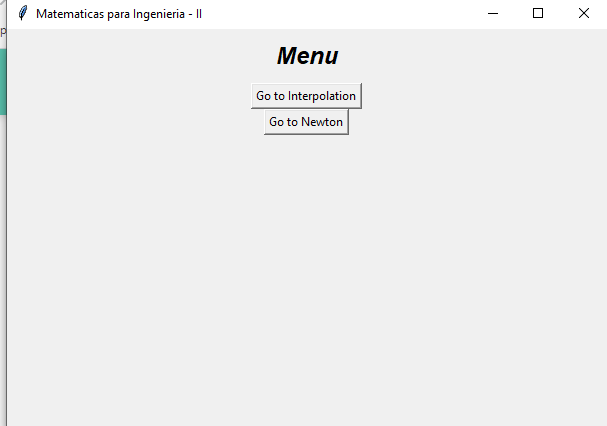 Matematicas para Ingenieria - II
Menu
Go to Interpolation
Go to Newton